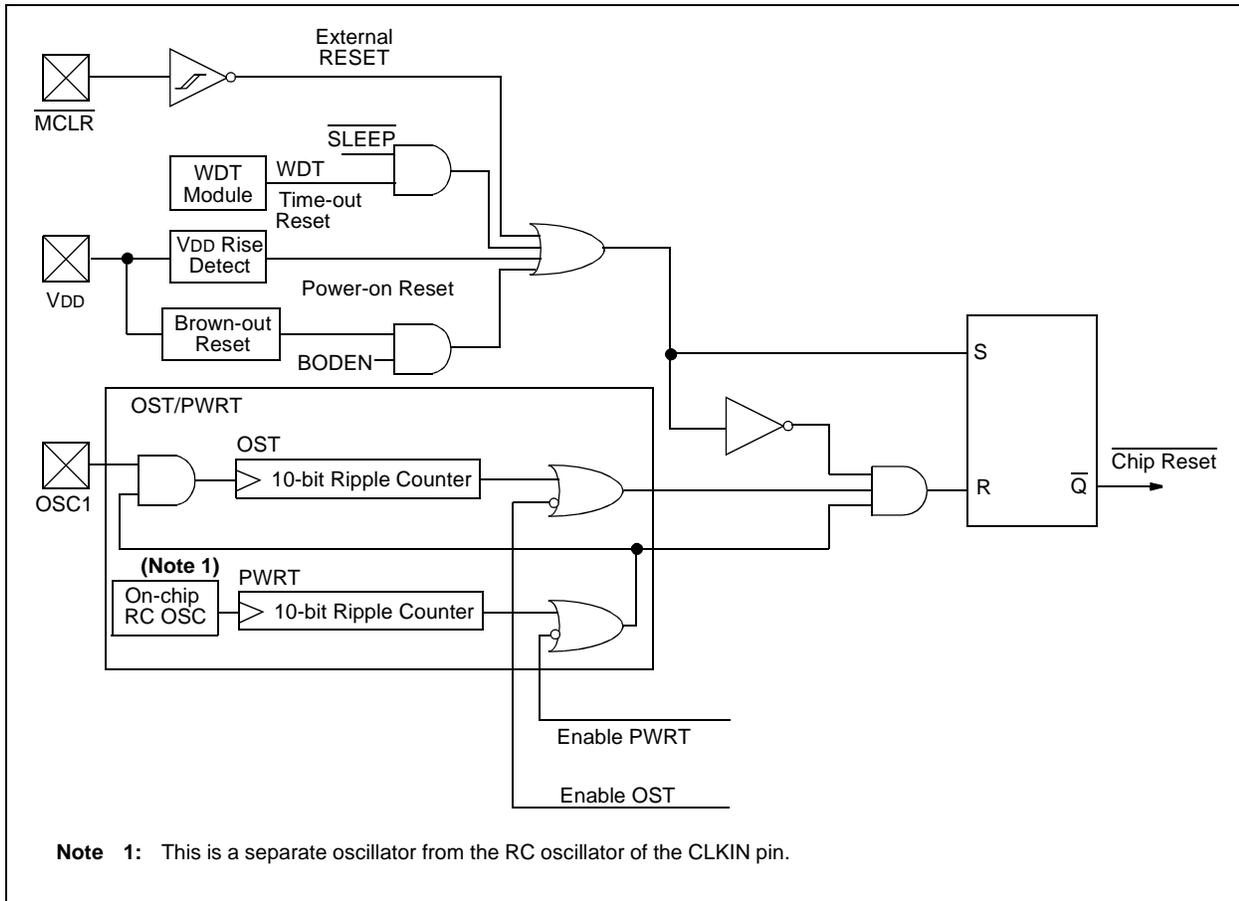 External
RESET
MCLR
SLEEP
WDT
Module
WDT
Time-out
Reset
VDD Rise
Detect
VDD
Power-on Reset
Brown-out
Reset
BODEN
S
OST/PWRT
OST
10-bit Ripple Counter
OSC1
Chip Reset
R
Q
(Note 1)
On-chip
RC OSC
PWRT
10-bit Ripple Counter
Enable PWRT
Enable OST
Note 1: This is a separate oscillator from the RC oscillator of the CLKIN pin.